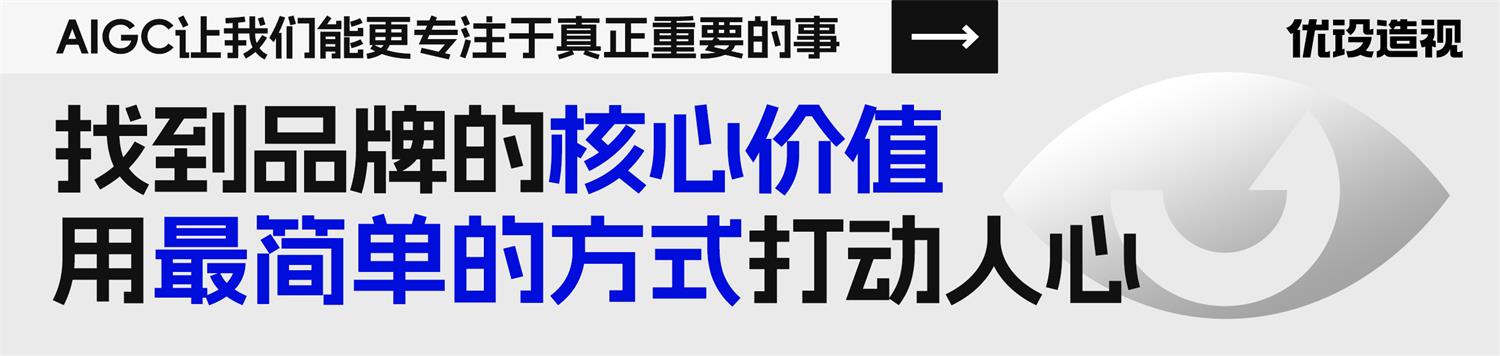 AIGC让我们能更专注于真正重要的事
优设造视
找到品牌的核心价值
用最简单的方式打动人心